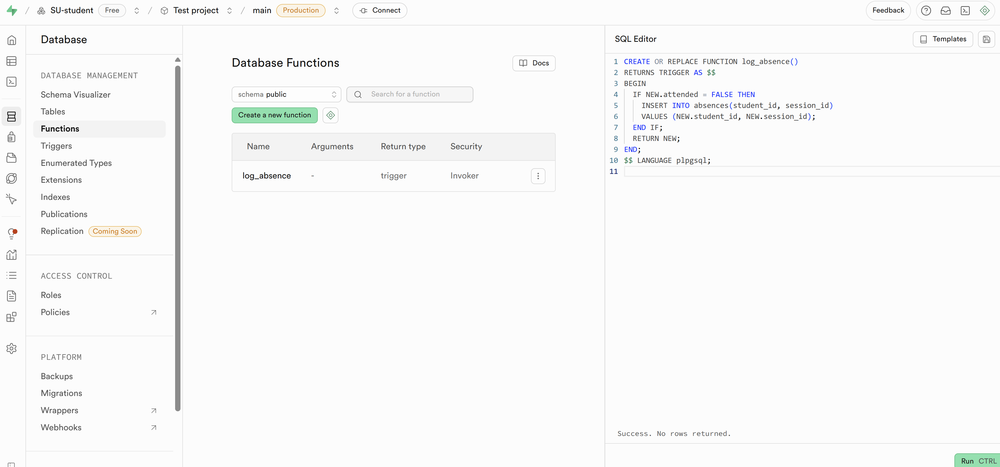 SU-student Free Test project main Production Connect Feedback
Database
DATABASE MANAGEMENT
Schema Visualizer
Tables
Functions
Triggers
Enumerated Types
Extensions
Indexes
Publications
Replication Coming Soon
ACCESS CONTROL
Roles
Policies
PLATFORM
Backups
Migrations
Wrappers
Webhooks
Database Functions Docs
schema public Search for a function
Create a new function
Name Arguments Return type Security
log_absence - trigger Invoker
SQL Editor Templates
1 CREATE OR REPLACE FUNCTION log_absence()
2 RETURNS TRIGGER AS $$
3 BEGIN
4 IF NEW.attended = FALSE THEN
5 INSERT INTO absences(student_id, session_id)
6 VALUES (NEW.student_id, NEW.session_id);
7 END IF;
8 RETURN NEW;
9 END;
10 $$ LANGUAGE plpgsql;
11
Success. No rows returned.
Run CTRL